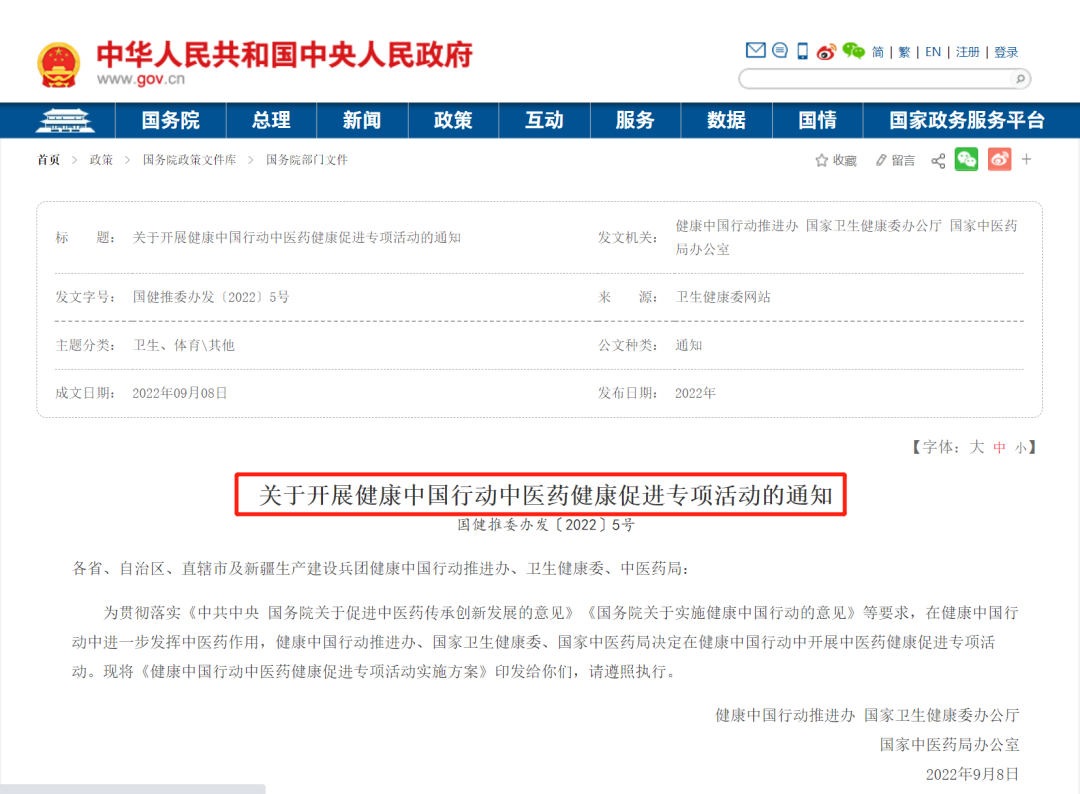 中华人民共和国中央人民政府
www.gov.cn
简 | 繁 | EN | 注册 | 登录
国务院 总理 新闻 政策 互动 服务 数据 国情 国家政务服务平台
首页 > 政策 > 国务院政策文件库 > 国务院部门文件
收藏 留言 +
标 题： 关于开展健康中国行动中医药健康促进专项活动的通知
发文机关： 健康中国行动推进办 国家卫生健康委办公厅 国家中医药
局办公室
发文字号： 国健推委办发〔2022〕5号
来 源： 卫生健康委网站
主题分类： 卫生、体育\其他
公文种类： 通知
成文日期： 2022年09月08日
发布日期： 2022年
【字体：大 中 小】
关于开展健康中国行动中医药健康促进专项活动的通知
国健推委办发〔2022〕5号
各省、自治区、直辖市及新疆生产建设兵团健康中国行动推进办、卫生健康委、中医药局：
为贯彻落实《中共中央 国务院关于促进中医药传承创新发展的意见》《国务院关于实施健康中国行动的意见》等要求，在健康中国行
动中进一步发挥中医药作用，健康中国行动推进办、国家卫生健康委、国家中医药局决定在健康中国行动中开展中医药健康促进专项活
动。现将《健康中国行动中医药健康促进专项活动实施方案》印发给你们，请遵照执行。
健康中国行动推进办 国家卫生健康委办公厅
国家中医药局办公室
2022年9月8日